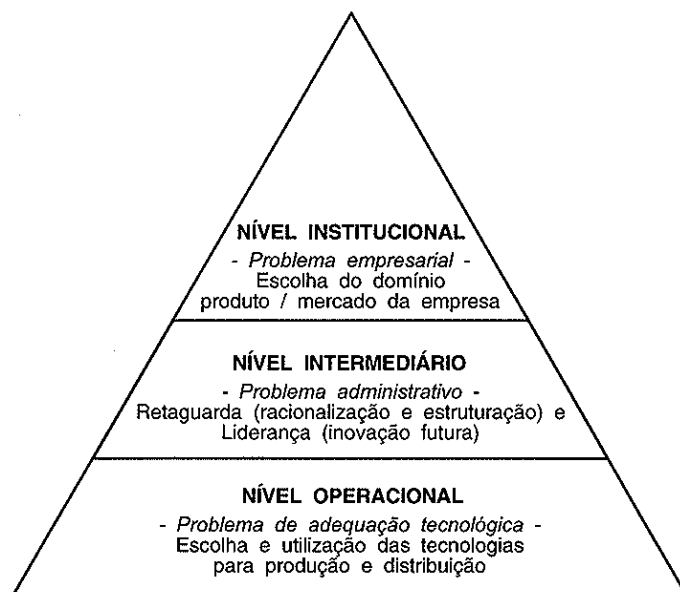 NÍVEL INSTITUCIONAL
- Problema empresarial -
Escolha do domínio
produto / mercado da empresa
NÍVEL INTERMEDIÁRIO
- Problema administrativo -
Retaguarda (racionalização e estruturação) e
Liderança (inovação futura)
NÍVEL OPERACIONAL
- Problema de adequação tecnológica -
Escolha e utilização das tecnologias
para produção e distribuição